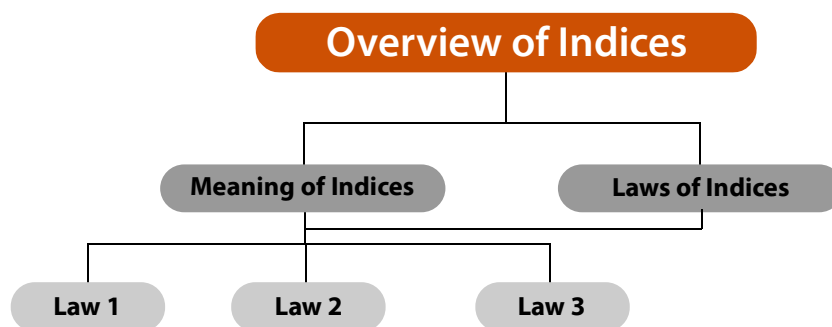 Overview of Indices
Meaning of Indices
Laws of Indices
Law 1
Law 2
Law 3